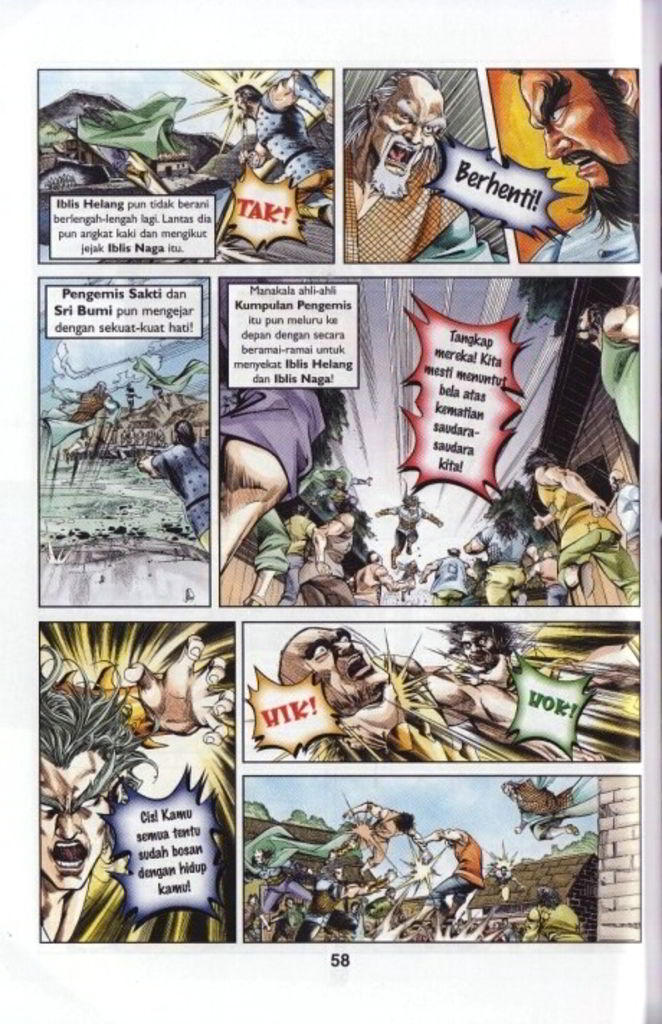 Iblis Helang pun tidak berani
berlengah-lengah lagi. Lantas dia
pun angkat kaki dan mengikut
jejak Iblis Naga itu.
TAK!
Berhenti!
Pengemis Sakti dan
Sri Bumi pun mengejar
dengan sekuat-kuat hati!
Manakala ahli-ahli
Kumpulan Pengemis
itu pun meluru ke
depan dengan secara
beramai-ramai untuk
menyekat Iblis Helang
dan Iblis Naga!
Tangkap
mereka! Kita
mesti menuntut
bela atas
kematian
saudara-
saudara
kita!
Cis! Kamu
semua tentu
sudah bosan
dengan hidup
kamu!
HIK!
WOK!
58